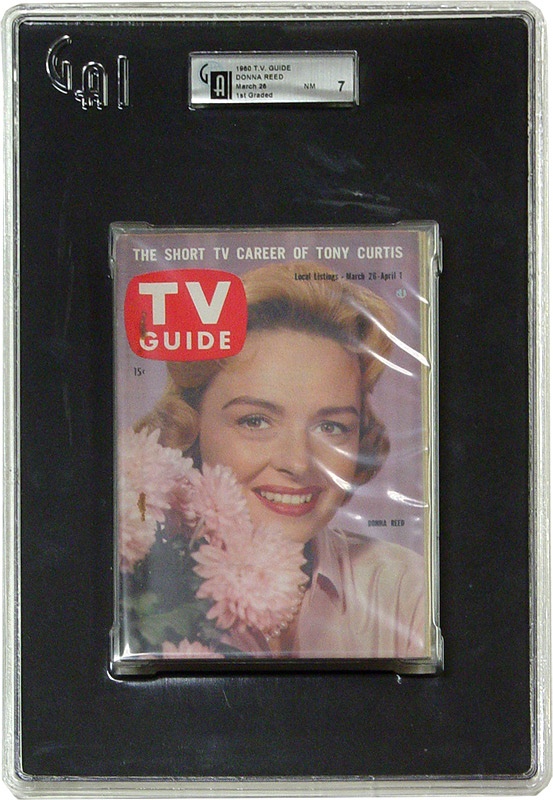 GAI
GAI
1960 T.V. GUIDE
DONNA REED
March 26
NM 7
1st Graded
THE SHORT TV CAREER OF TONY CURTIS
Local Listings - March 26-April 1
TV
GUIDE
15¢
DONNA REED